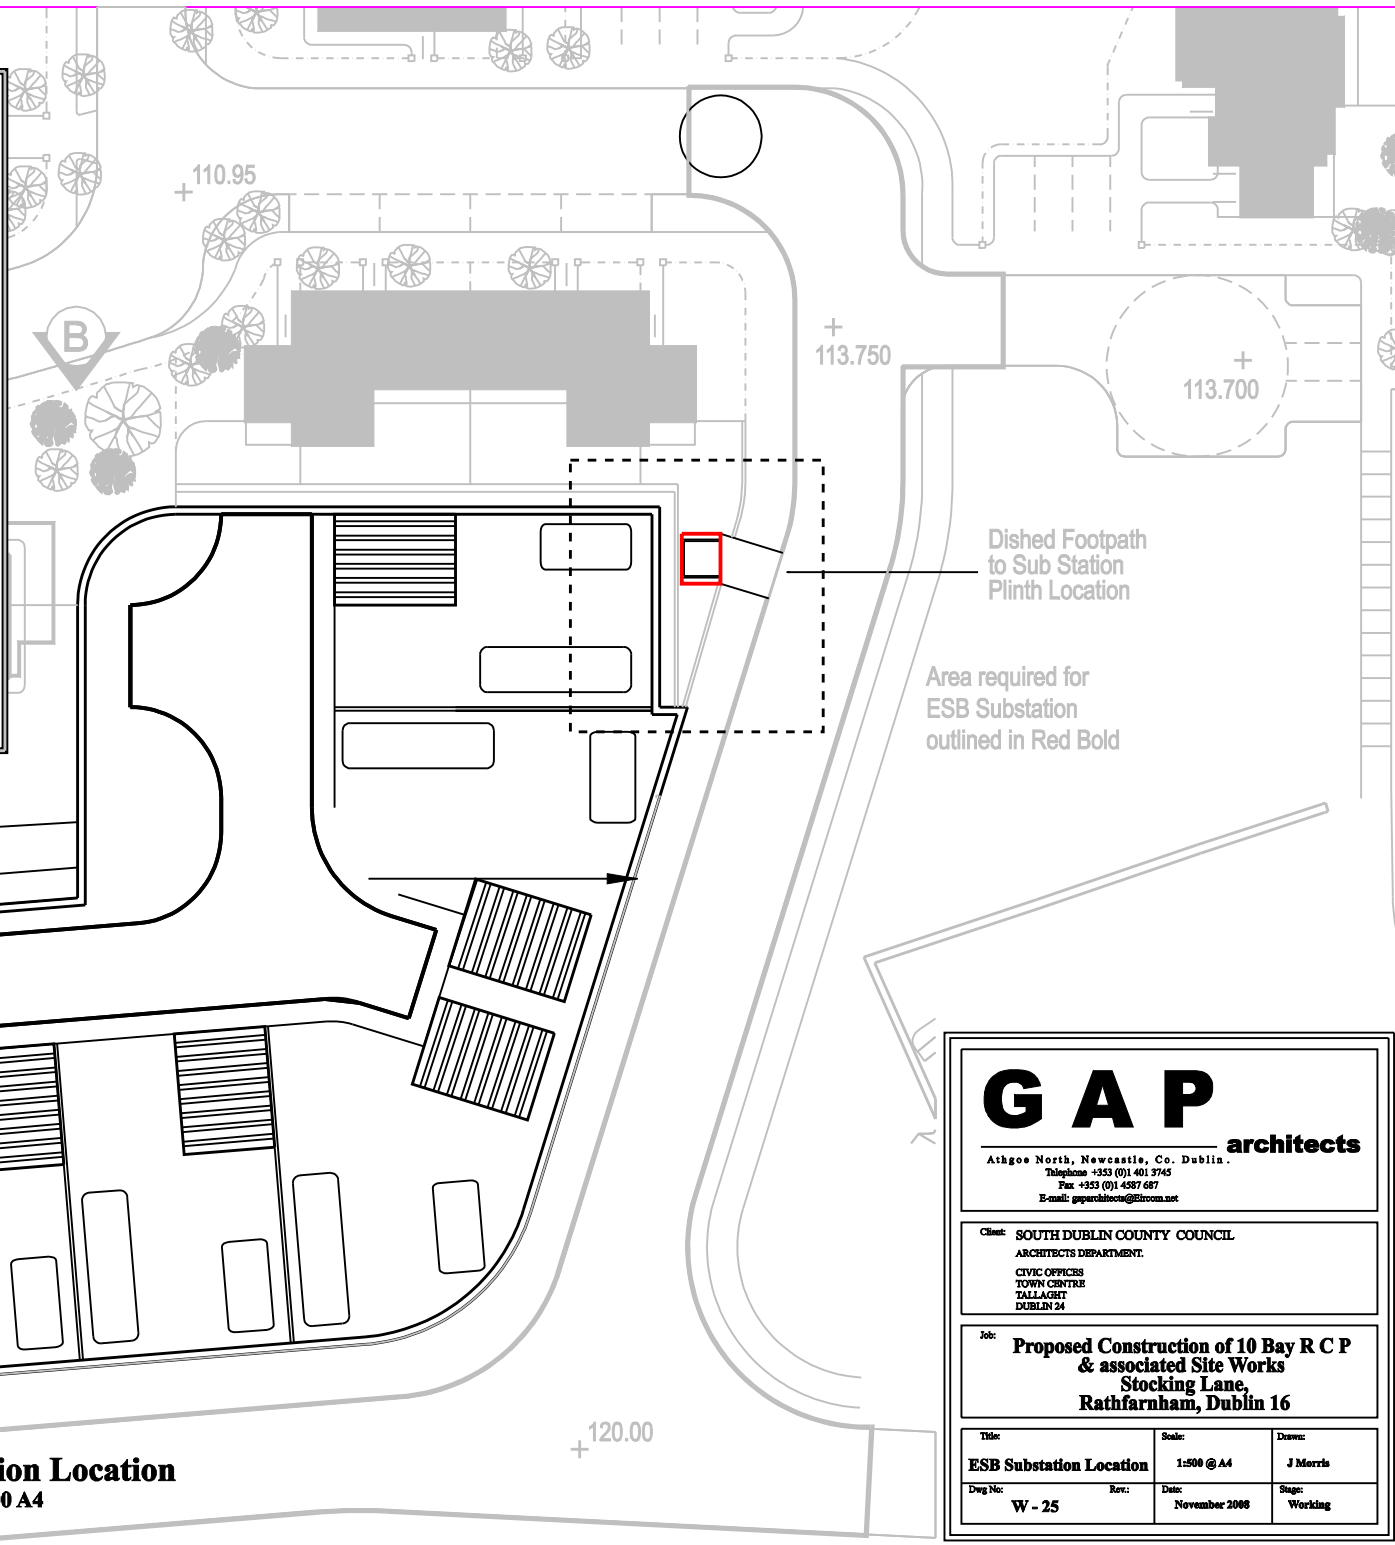 110.95
B
113.750
113.700
Dished Footpath
to Sub Station
Plinth Location
Area required for
ESB Substation
outlined in Red Bold
120.00
ion Location
0 A4
G A P
architects
Athgoe North, Newcastle, Co. Dublin.
Telephone +353 (0)1 401 3745
Fax +353 (0)1 4587 687
E-mail: gaparchitects@Eircom.net
Client: SOUTH DUBLIN COUNTY COUNCIL
ARCHITECTS DEPARTMENT.
CIVIC OFFICES
TOWN CENTRE
TALLAGHT
DUBLIN 24
Job: Proposed Construction of 10 Bay R C P
& associated Site Works
Stocking Lane,
Rathfarnham, Dublin 16
Title:
ESB Substation Location
Scale:
1:500 @ A4
Drawn:
J Morris
Dwg No:
W - 25
Rev.:
Date:
November 2008
Stage:
Working